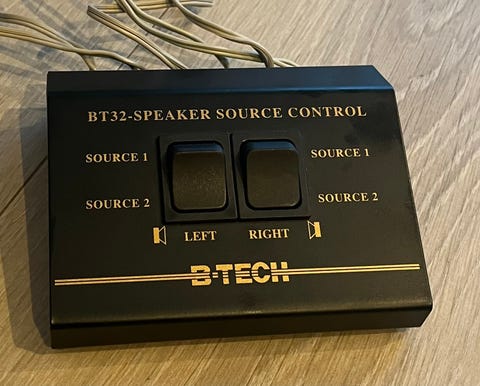 BT32-SPEAKER SOURCE CONTROL
SOURCE 1
SOURCE 1
SOURCE 2
SOURCE 2
LEFT
RIGHT
B-TECH